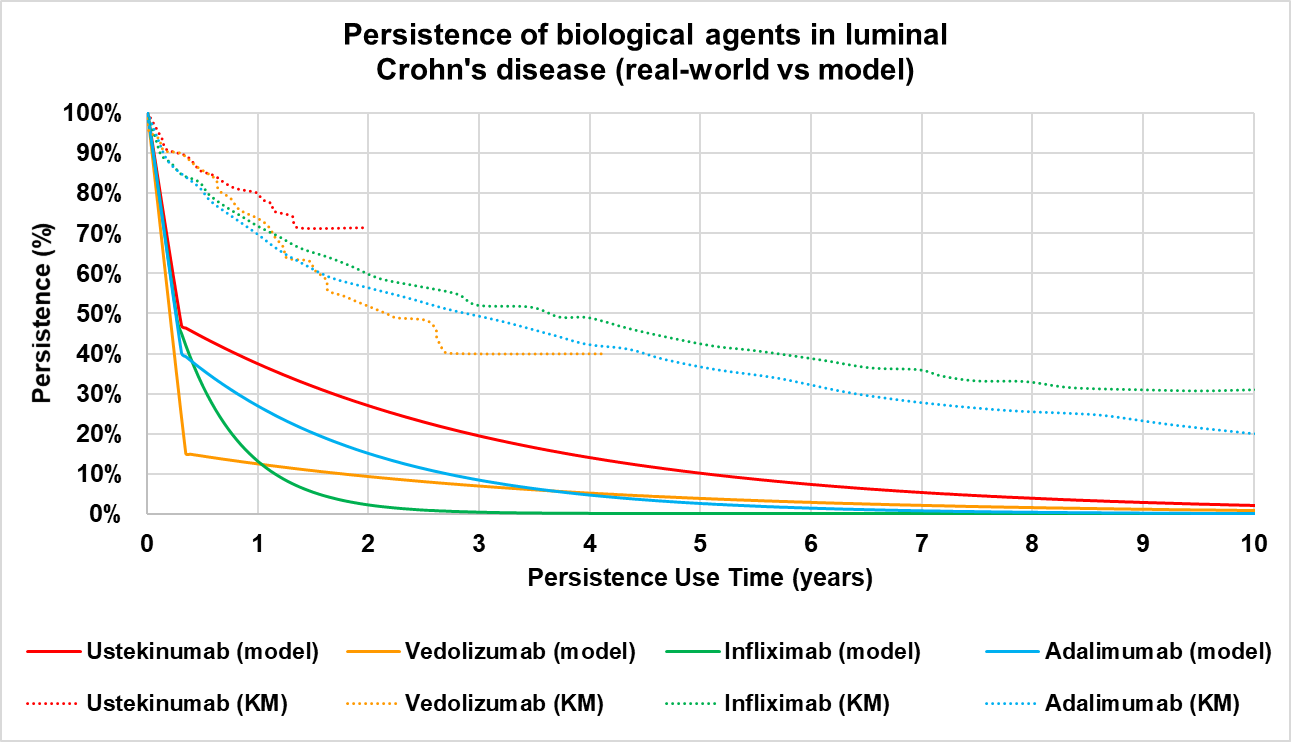 Persistence of biological agents in luminal
Crohn's disease (real-world vs model)
Persistence (%)
100%
90%
80%
70%
60%
50%
40%
30%
20%
10%
0%
0 1 2 3 4 5 6 7 8 9 10
Persistence Use Time (years)
Ustekinumab (model) Vedolizumab (model) Infliximab (model) Adalimumab (model)
Ustekinumab (KM) Vedolizumab (KM) Infliximab (KM) Adalimumab (KM)